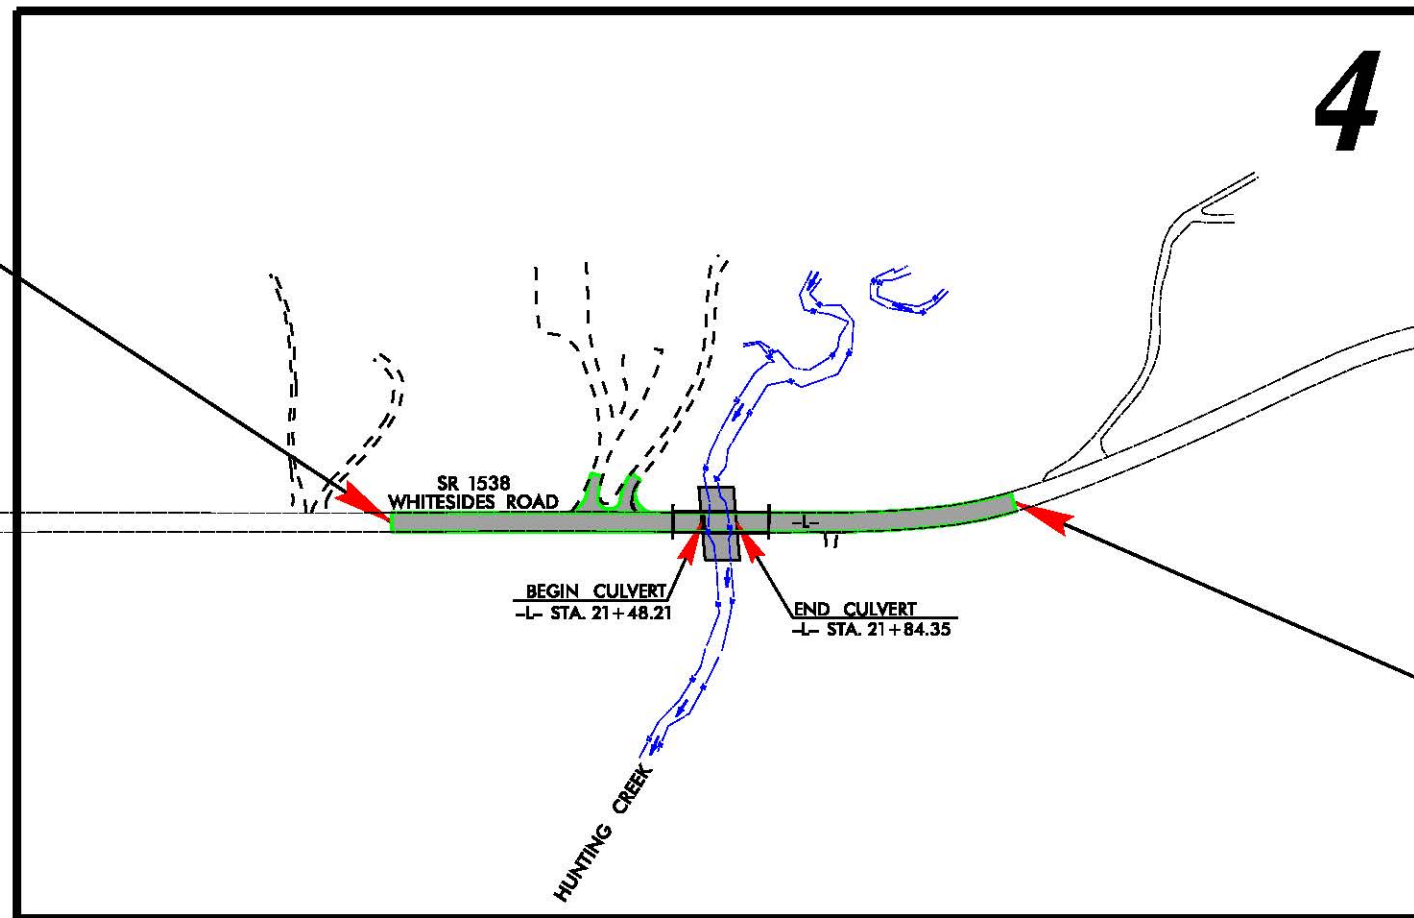 4
SR 1538
WHITESIDES ROAD
-L-
BEGIN CULVERT
-L- STA. 21+48.21
END CULVERT
-L- STA. 21+84.35
HUNTING CREEK